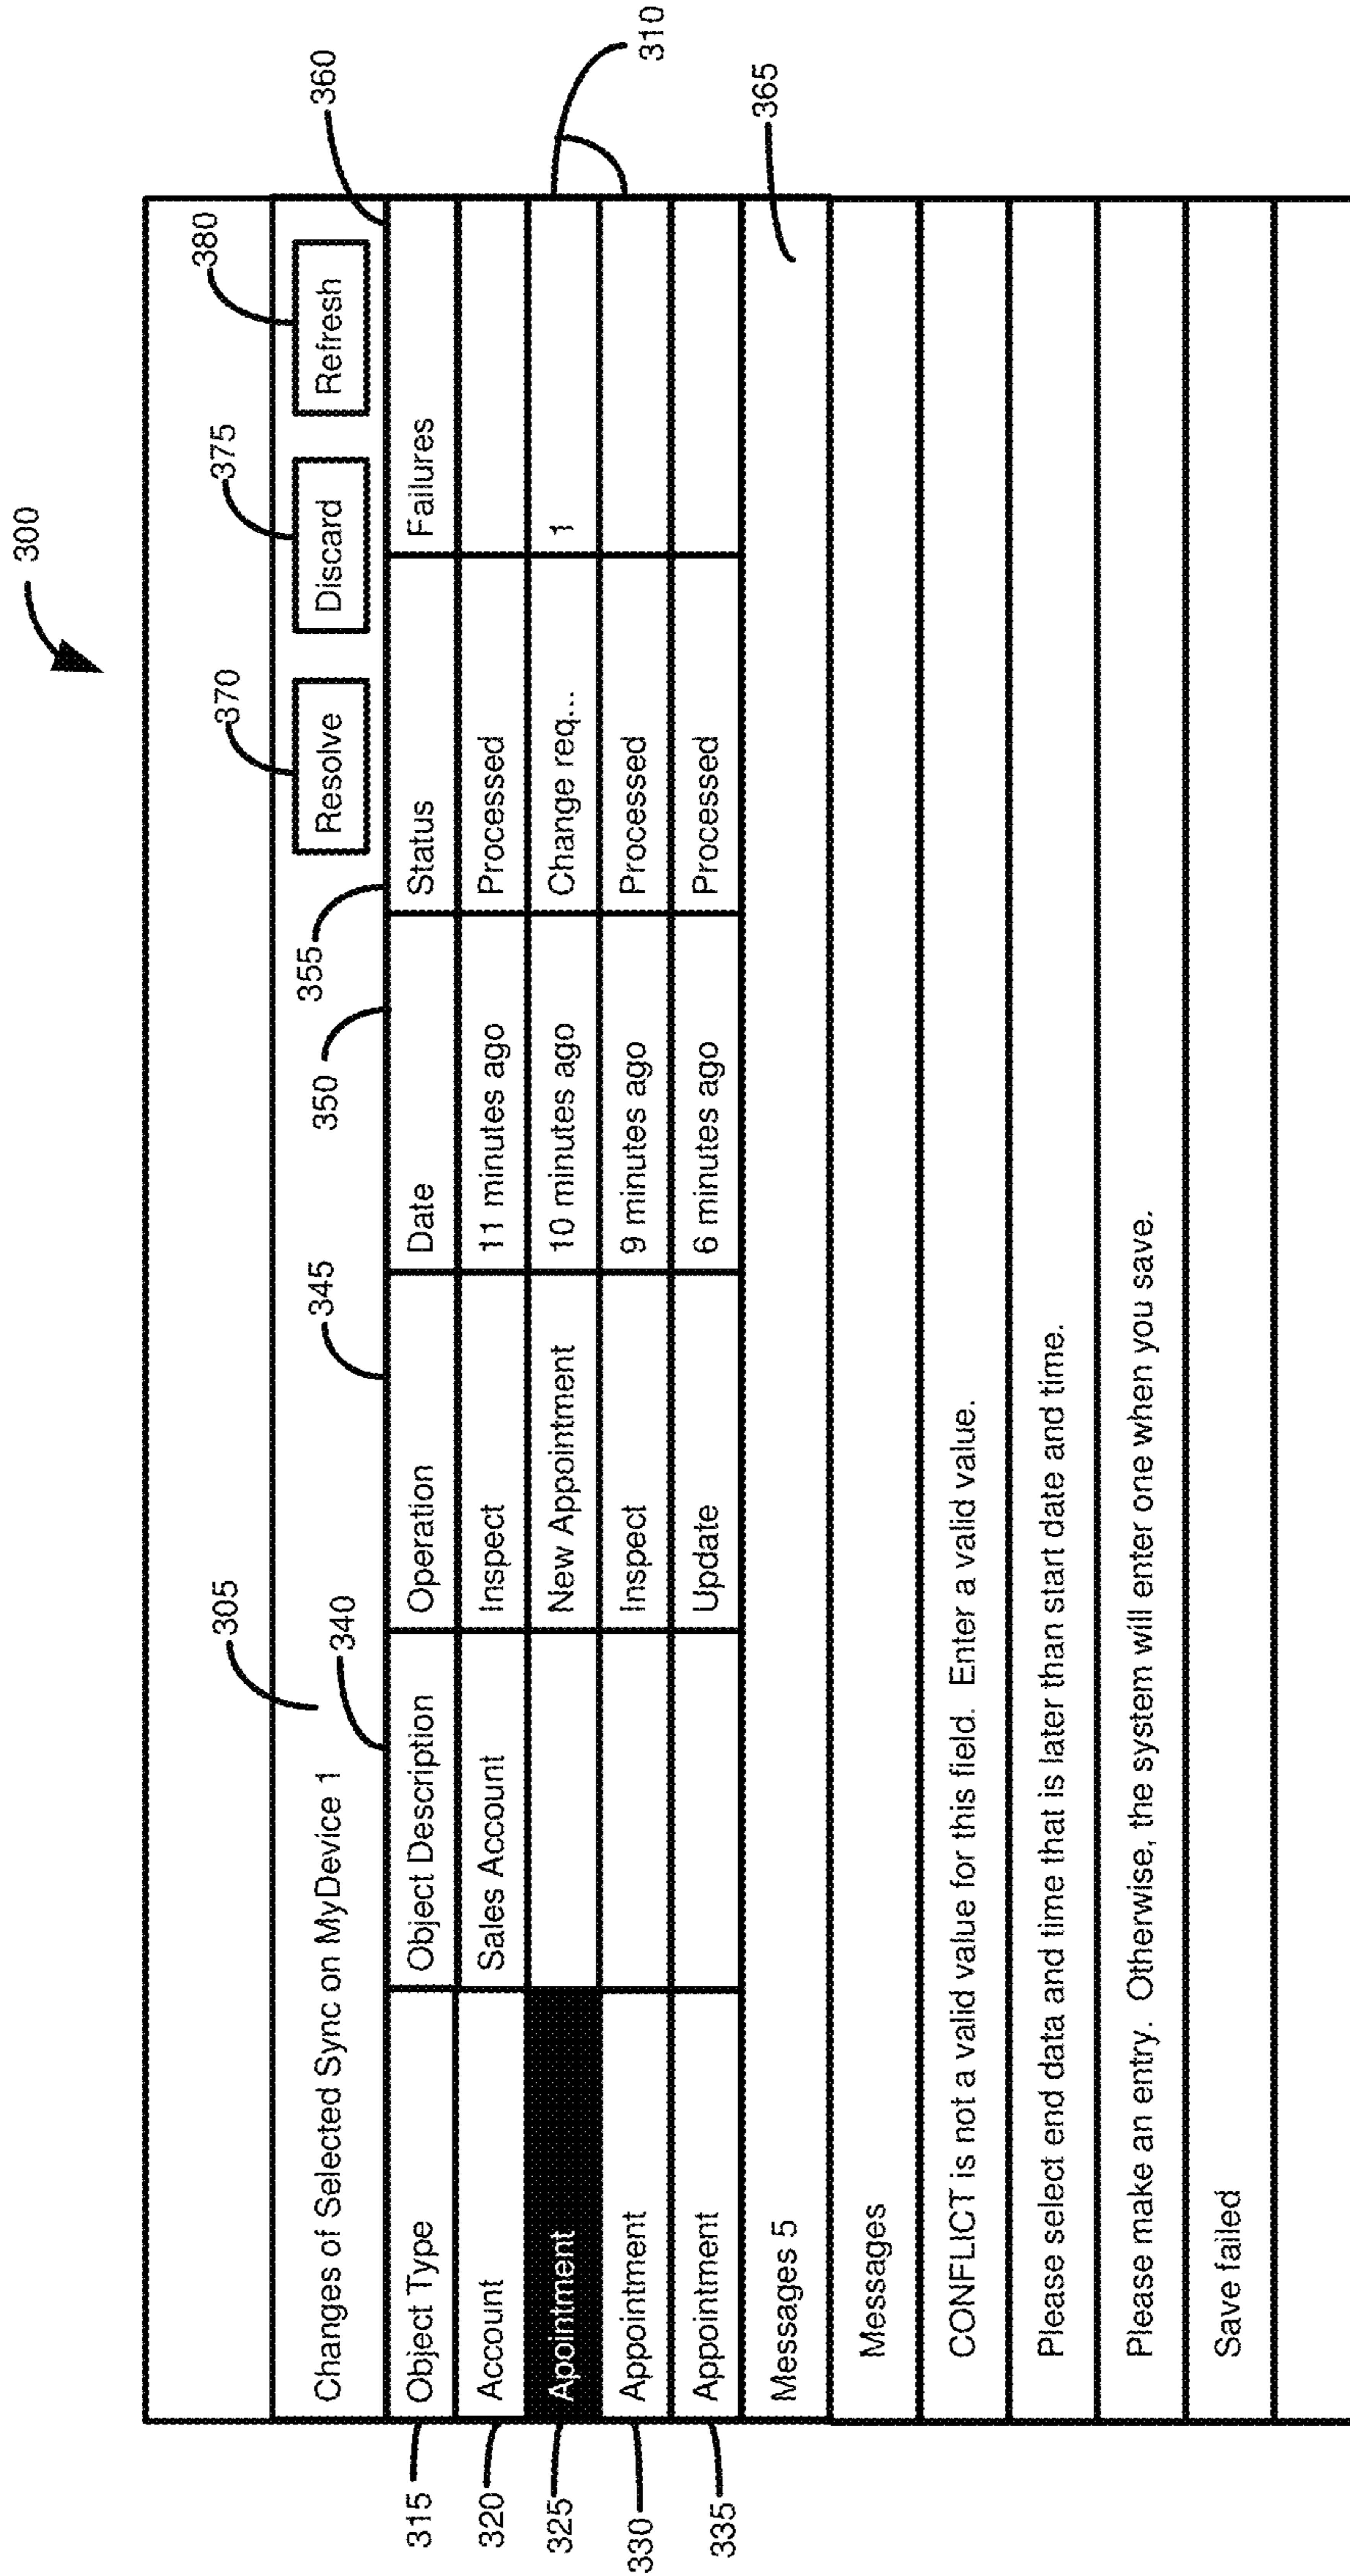 300
305
370
375
380
Changes of Selected Sync on MyDevice 1
Resolve
Discard
Refresh
340
345
350
355
360
315
Object Type
Object Description
Operation
Date
Status
Failures
320
Account
Sales Account
Inspect
11 minutes ago
Processed
325
Appointment
New Appointment
10 minutes ago
Change req...
1
310
330
Appointment
Inspect
9 minutes ago
Processed
335
Appointment
Update
6 minutes ago
Processed
Messages 5
365
Messages
CONFLICT is not a valid value for this field. Enter a valid value.
Please select end data and time that is later than start date and time.
Please make an entry. Otherwise, the system will enter one when you save.
Save failed